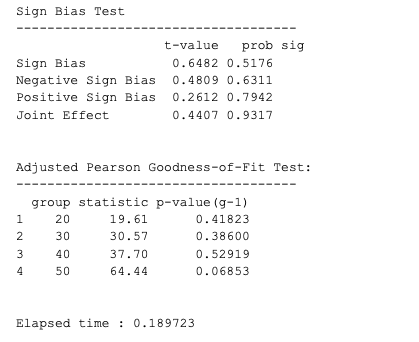 Sign Bias Test
------------------------------------
                   t-value   prob sig
Sign Bias           0.6482 0.5176
Negative Sign Bias  0.4809 0.6311
Positive Sign Bias  0.2612 0.7942
Joint Effect        0.4407 0.9317
Adjusted Pearson Goodness-of-Fit Test:
------------------------------------
  group statistic p-value(g-1)
1    20     19.61      0.41823
2    30     30.57      0.38600
3    40     37.70      0.52919
4    50     64.44      0.06853
Elapsed time : 0.189723